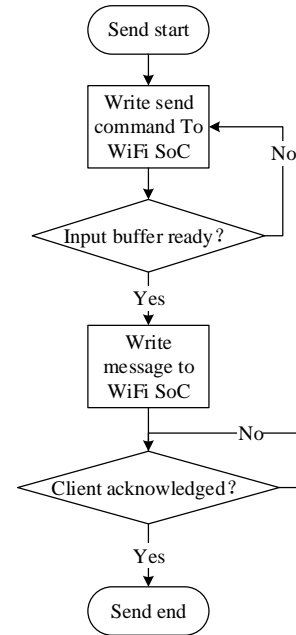 Send start
Write send
command To
WiFi SoC
No
Input buffer ready？
Yes
Write
message to
WiFi SoC
No
Client acknowledged？
Yes
Send end